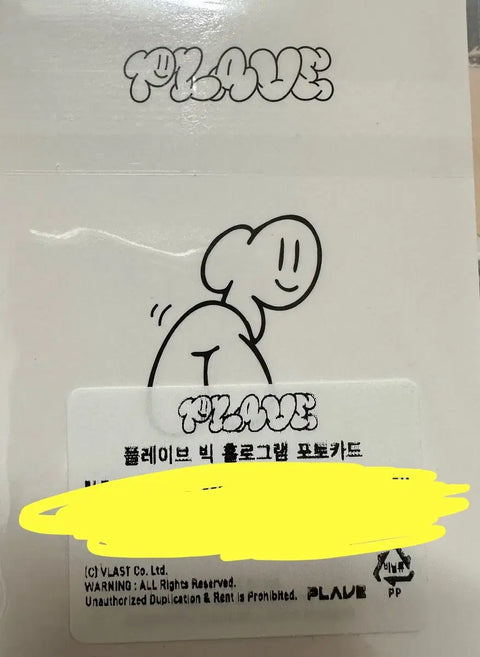 PLAVE
PLAVE
플레이브 빅 홀로그램 포토카드
(C) VLAST Co. Ltd.
WARNING : ALL Rights Reserved.
Unauthorized Duplication & Rent is Prohibited. PLAVE
비닐류
PP